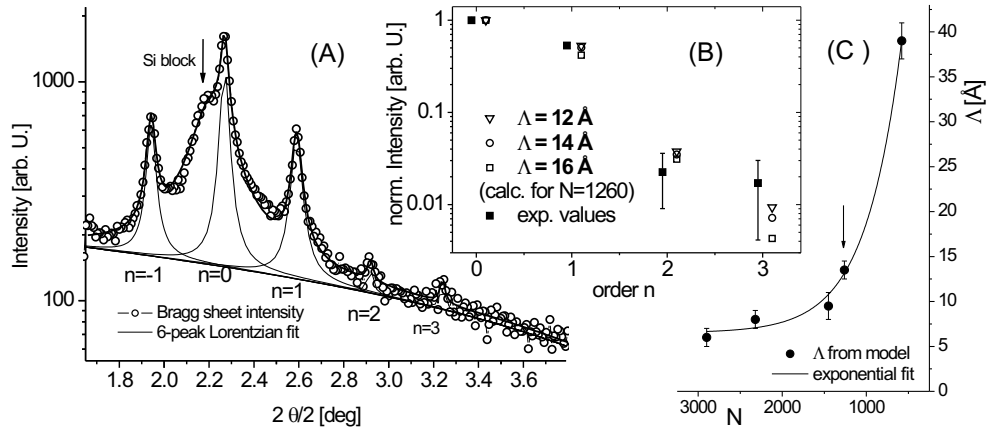 (A)
Si block
1000
100
Intensity [arb. U.]
n=-1
n=0
n=1
n=2
n=3
Bragg sheet intensity
6-peak Lorentzian fit
1.8 2.0 2.2 2.4 2.6 2.8 3.0 3.2 3.4 3.6
2 θ/2 [deg]
(B)
1
0.1
0.01
norm. Intensity [arb. U.]
Λ = 12 Å
Λ = 14 Å
Λ = 16 Å
(calc. for N=1260)
exp. values
0 1 2 3
order n
(C)
40
35
30
25
20
15
10
5
0
Λ [Å]
Λ from model
exponential fit
3000 2000 1000
N